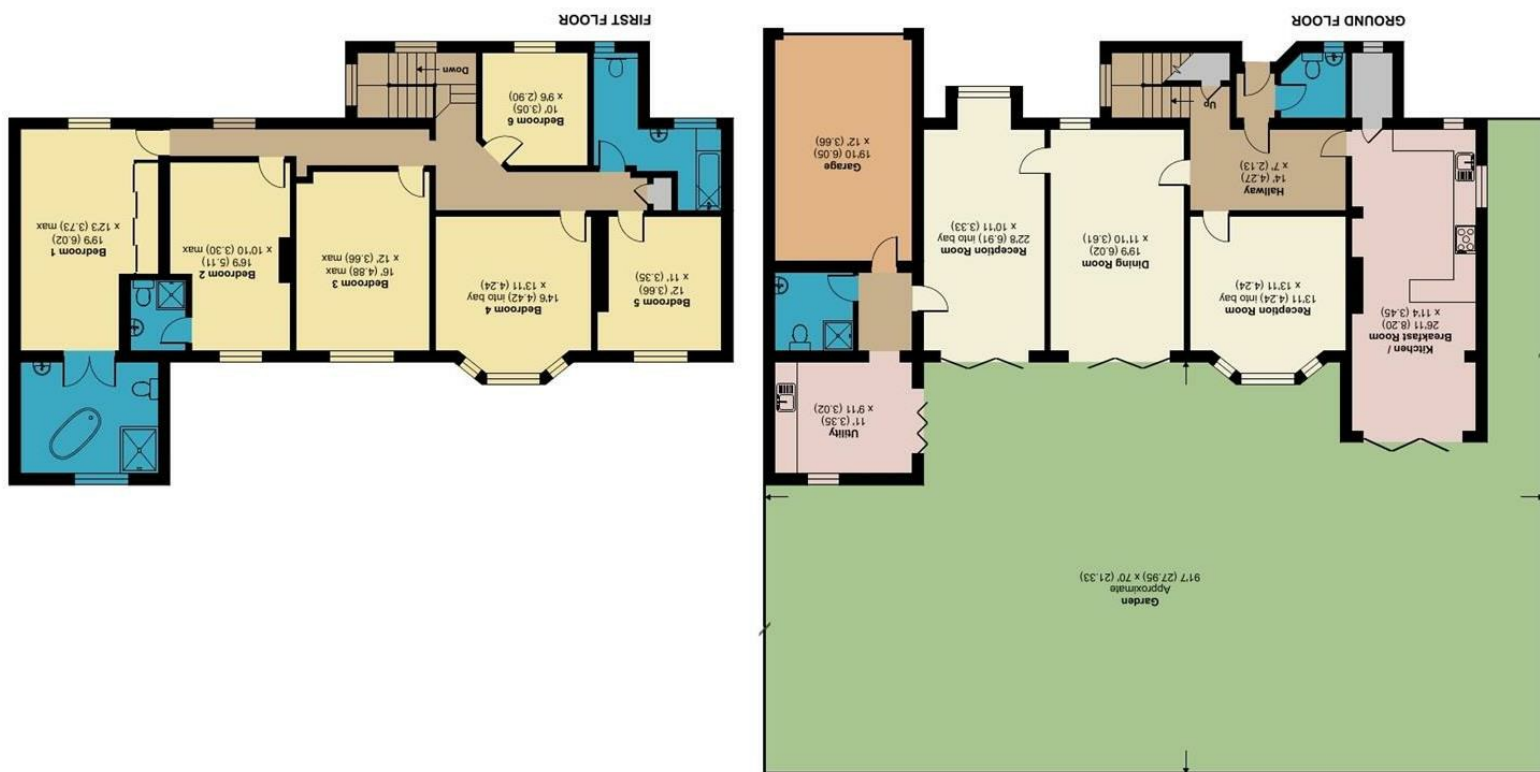 Garden
Approximate
91'7 (27.95) x 70' (21.33)
Utility
11' (3.35)
x 9'11 (3.02)
Kitchen /
Breakfast Room
26'11 (8.20)
x 11'4 (3.45)
Reception Room
13'11 (4.24) into bay
x 13'11 (4.24)
Dining Room
19'9 (6.02)
x 11'10 (3.61)
Reception Room
22'8 (6.91) into bay
x 10'11 (3.33)
Garage
19'10 (6.05)
x 12' (3.66)
Hallway
14' (4.27)
x 7' (2.13)
Up
GROUND FLOOR
Bedroom 5
12' (3.66)
x 11' (3.35)
Bedroom 4
14'6 (4.42) into bay
x 13'11 (4.24)
Bedroom 3
16' (4.88) max
x 12' (3.66) max
Bedroom 2
16'9 (5.11)
x 10'10 (3.30) max
Bedroom 1
19'9 (6.02)
x 12'3 (3.73) max
Bedroom 6
10' (3.05)
x 9'6 (2.90)
Down
FIRST FLOOR